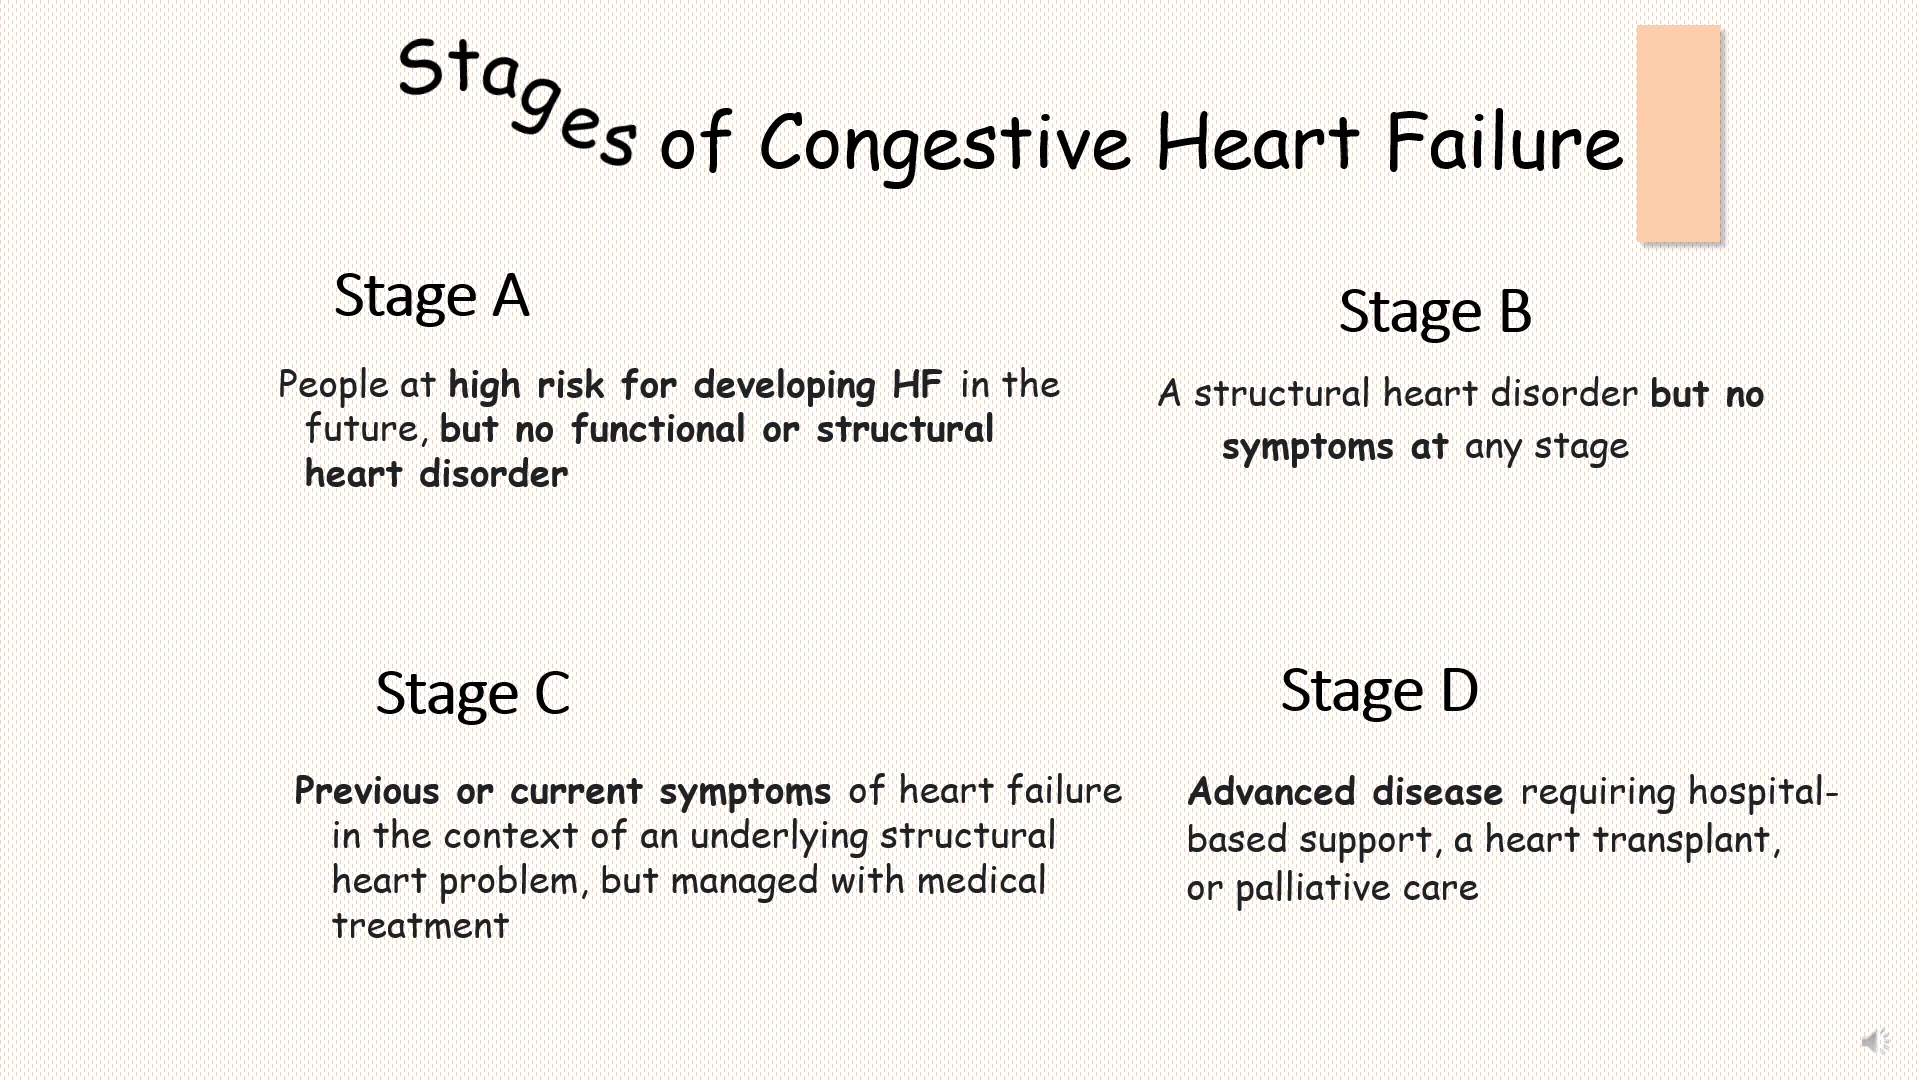 Stages of Congestive Heart Failure
Stage A
People at high risk for developing HF in the
future, but no functional or structural
heart disorder
Stage B
A structural heart disorder but no
symptoms at any stage
Stage C
Previous or current symptoms of heart failure
in the context of an underlying structural
heart problem, but managed with medical
treatment
Stage D
Advanced disease requiring hospital-
based support, a heart transplant,
or palliative care